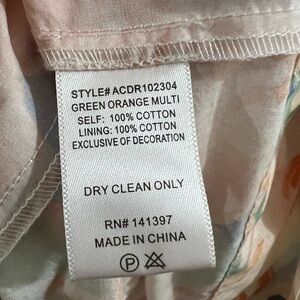 STYLE# ACDR102304
GREEN ORANGE MULTI
SELF: 100% COTTON
LINING: 100% COTTON
EXCLUSIVE OF DECORATION
DRY CLEAN ONLY
RN# 141397
MADE IN CHINA
P